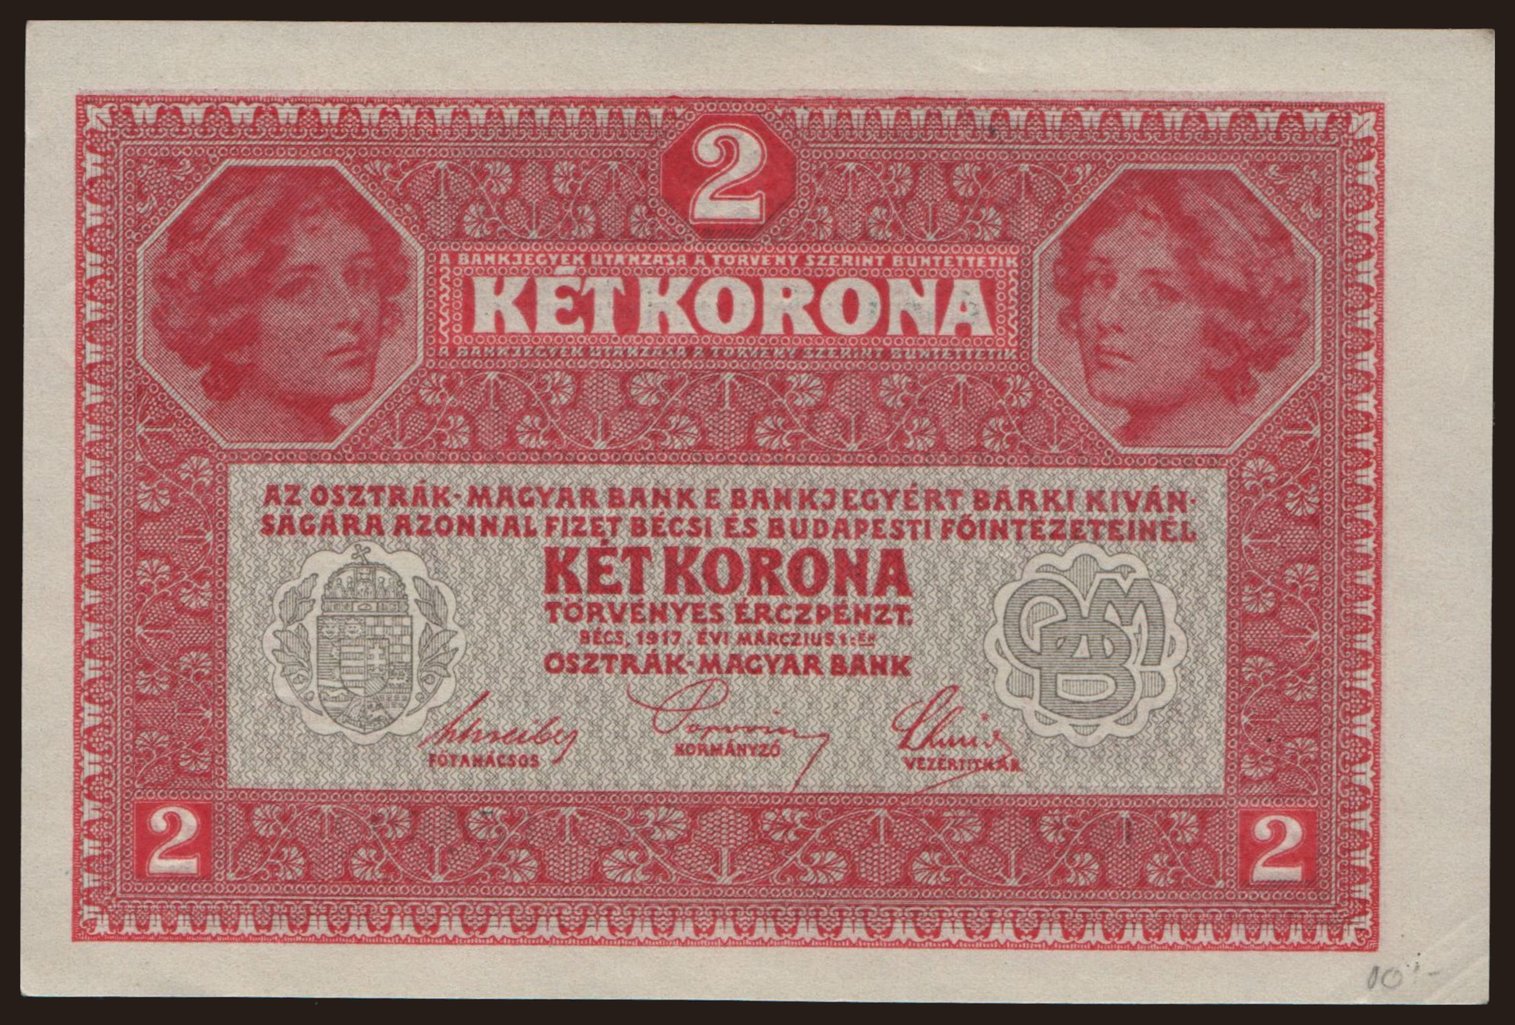 2
A BANKJEGYEK UTÁNZÁSA A TÖRVÉNY SZERINT BÜNTETTETIK
KÉT KORONA
A BANKJEGYEK UTÁNZÁSA A TÖRVÉNY SZERINT BÜNTETTETIK
AZ OSZTRÁK-MAGYAR BANK E BANKJEGYÉRT BÁRKI KIVÁN-
SÁGÁRA AZONNAL FIZET BÉCSI ÉS BUDAPESTI FŐINTÉZETEINÉL
KÉT KORONA
TÖRVÉNYES ÉRCZPÉNZT.
BÉCS, 1917. ÉVI MÁRCZIUS 1:ÉN
OSZTRÁK-MAGYAR BANK
FŐTANÁCSOS KORMÁNYZÓ VEZÉRTITKÁR
2 2